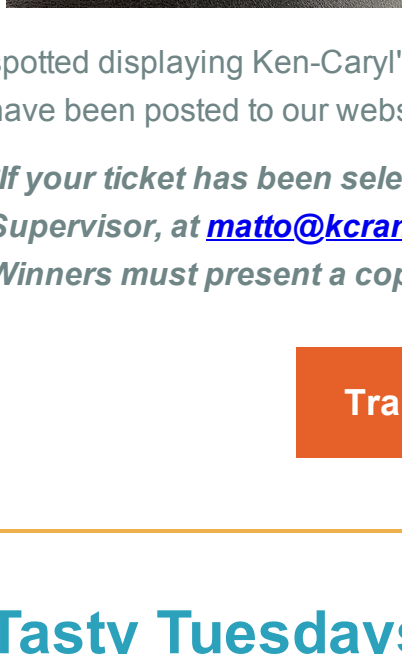 spotted displaying Ken-Caryl'
have been posted to our webs
If your ticket has been sele
Supervisor, at matto@kcran
Winners must present a cop
Tra
Tasty Tuesdays